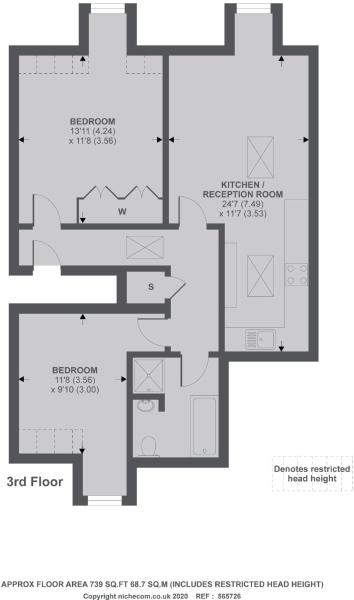 BEDROOM
13'11 (4.24)
x 11'8 (3.56)
W
KITCHEN /
RECEPTION ROOM
24'7 (7.49)
x 11'7 (3.53)
S
BEDROOM
11'8 (3.56)
x 9'10 (3.00)
3rd Floor
Denotes restricted
head height
APPROX FLOOR AREA 739 SQ.FT 68.7 SQ.M (INCLUDES RESTRICTED HEAD HEIGHT)
Copyright nichecom.co.uk 2020 REF : 565726